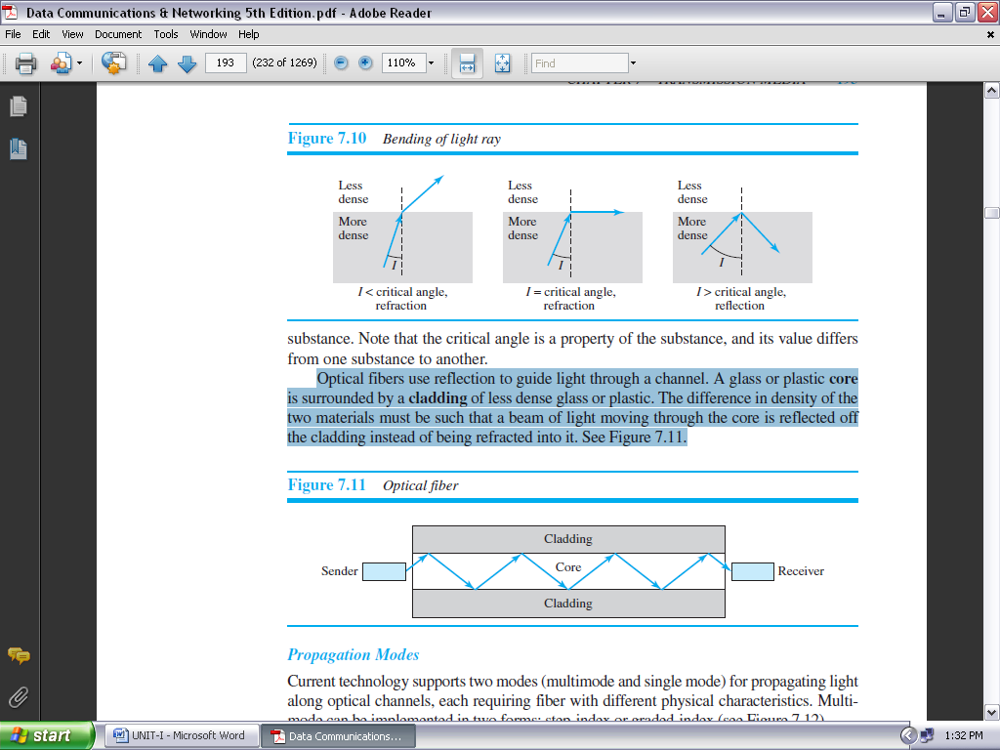 Data Communications & Networking 5th Edition.pdf - Adobe Reader
File Edit View Document Tools Window Help
193 (232 of 1269) 110% Find
CHAPTER 7 TRANSMISSION MEDIA 193
Figure 7.10 Bending of light ray
Less dense
More dense
I
I < critical angle, refraction
Less dense
More dense
I
I = critical angle, refraction
Less dense
More dense
I
I > critical angle, reflection
substance. Note that the critical angle is a property of the substance, and its value differs
from one substance to another.
Optical fibers use reflection to guide light through a channel. A glass or plastic core
is surrounded by a cladding of less dense glass or plastic. The difference in density of the
two materials must be such that a beam of light moving through the core is reflected off
the cladding instead of being refracted into it. See Figure 7.11.
Figure 7.11 Optical fiber
Cladding
Sender Core Receiver
Cladding
Propagation Modes
Current technology supports two modes (multimode and single mode) for propagating light
along optical channels, each requiring fiber with different physical characteristics. Multi-
mode can be implemented in two forms: step-index or graded-index (see Figure 7.12).
start UNIT-I - Microsoft Word Data Communications... 1:32 PM